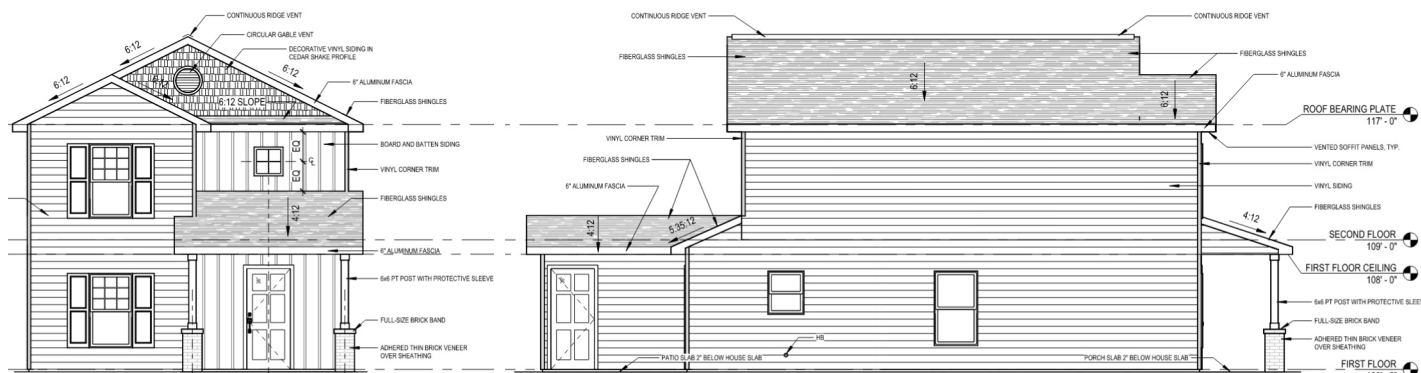 CONTINUOUS RIDGE VENT
CIRCULAR GABLE VENT
DECORATIVE VINYL SIDING IN
CEDAR SHAKE PROFILE
6:12
6:12
6:12
6:12 SLOPE
6" ALUMINUM FASCIA
FIBERGLASS SHINGLES
BOARD AND BATTEN SIDING
EQ
EQ
VINYL CORNER TRIM
FIBERGLASS SHINGLES
4:12
6" ALUMINUM FASCIA
6x6 PT POST WITH PROTECTIVE SLEEVE
FULL-SIZE BRICK BAND
ADHERED THIN BRICK VENEER
OVER SHEATHING
CONTINUOUS RIDGE VENT
CONTINUOUS RIDGE VENT
FIBERGLASS SHINGLES
FIBERGLASS SHINGLES
6:12
6:12
6" ALUMINUM FASCIA
ROOF BEARING PLATE
117' - 0"
VINYL CORNER TRIM
VENTED SOFFIT PANELS, TYP.
FIBERGLASS SHINGLES
VINYL CORNER TRIM
6" ALUMINUM FASCIA
VINYL SIDING
FIBERGLASS SHINGLES
4:12
5.35:12
4:12
SECOND FLOOR
109' - 0"
FIRST FLOOR CEILING
108' - 0"
6x6 PT POST WITH PROTECTIVE SLEE
FULL-SIZE BRICK BAND
HB
ADHERED THIN BRICK VENEER
OVER SHEATHING
PATIO SLAB 2" BELOW HOUSE SLAB
PORCH SLAB 2" BELOW HOUSE SLAB
FIRST FLOOR